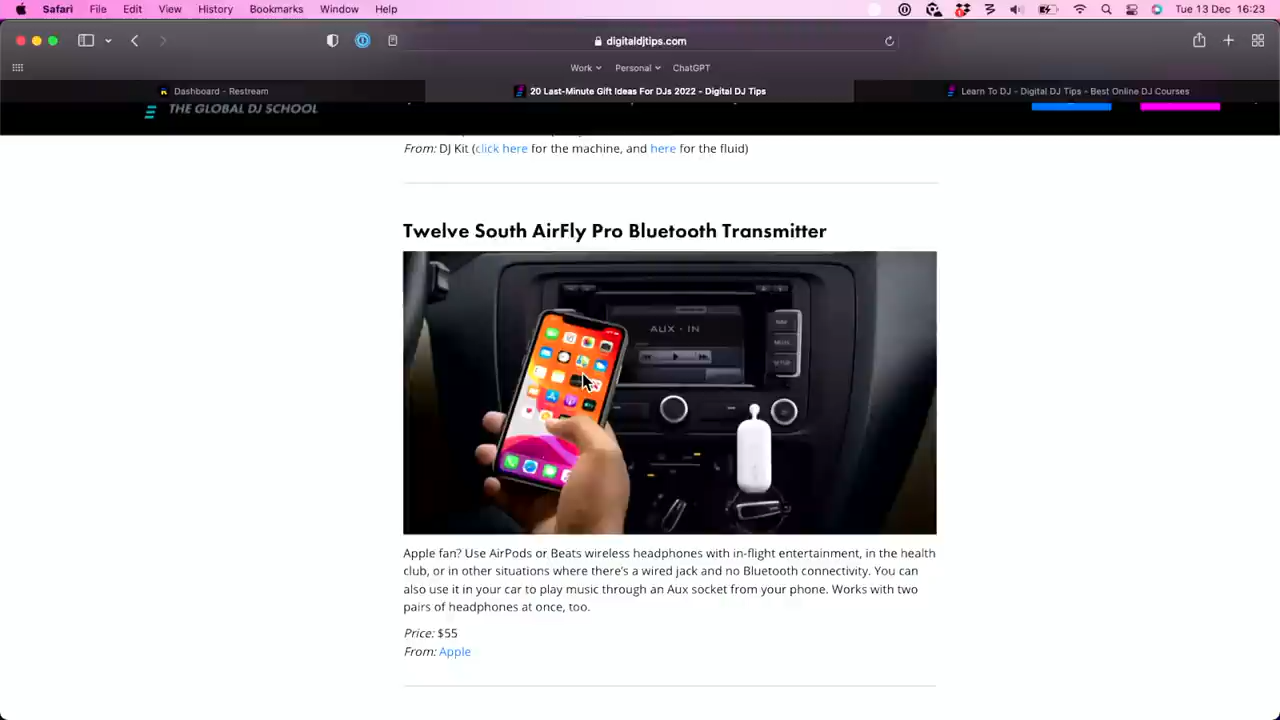 Safari File Edit View History Bookmarks Window Help Tue 13 Dec 16:23
digitaldjtips.com
Work Personal ChatGPT
Dashboard - Restream 20 Last-Minute Gift Ideas For DJs 2022 - Digital DJ Tips Learn To DJ - Digital DJ Tips - Best Online DJ Courses
THE GLOBAL DJ SCHOOL
From: DJ Kit (click here for the machine, and here for the fluid)
Twelve South AirFly Pro Bluetooth Transmitter
AUX · IN
Apple fan? Use AirPods or Beats wireless headphones with in-flight entertainment, in the health
club, or in other situations where there's a wired jack and no Bluetooth connectivity. You can
also use it in your car to play music through an Aux socket from your phone. Works with two
pairs of headphones at once, too.
Price: $55
From: Apple